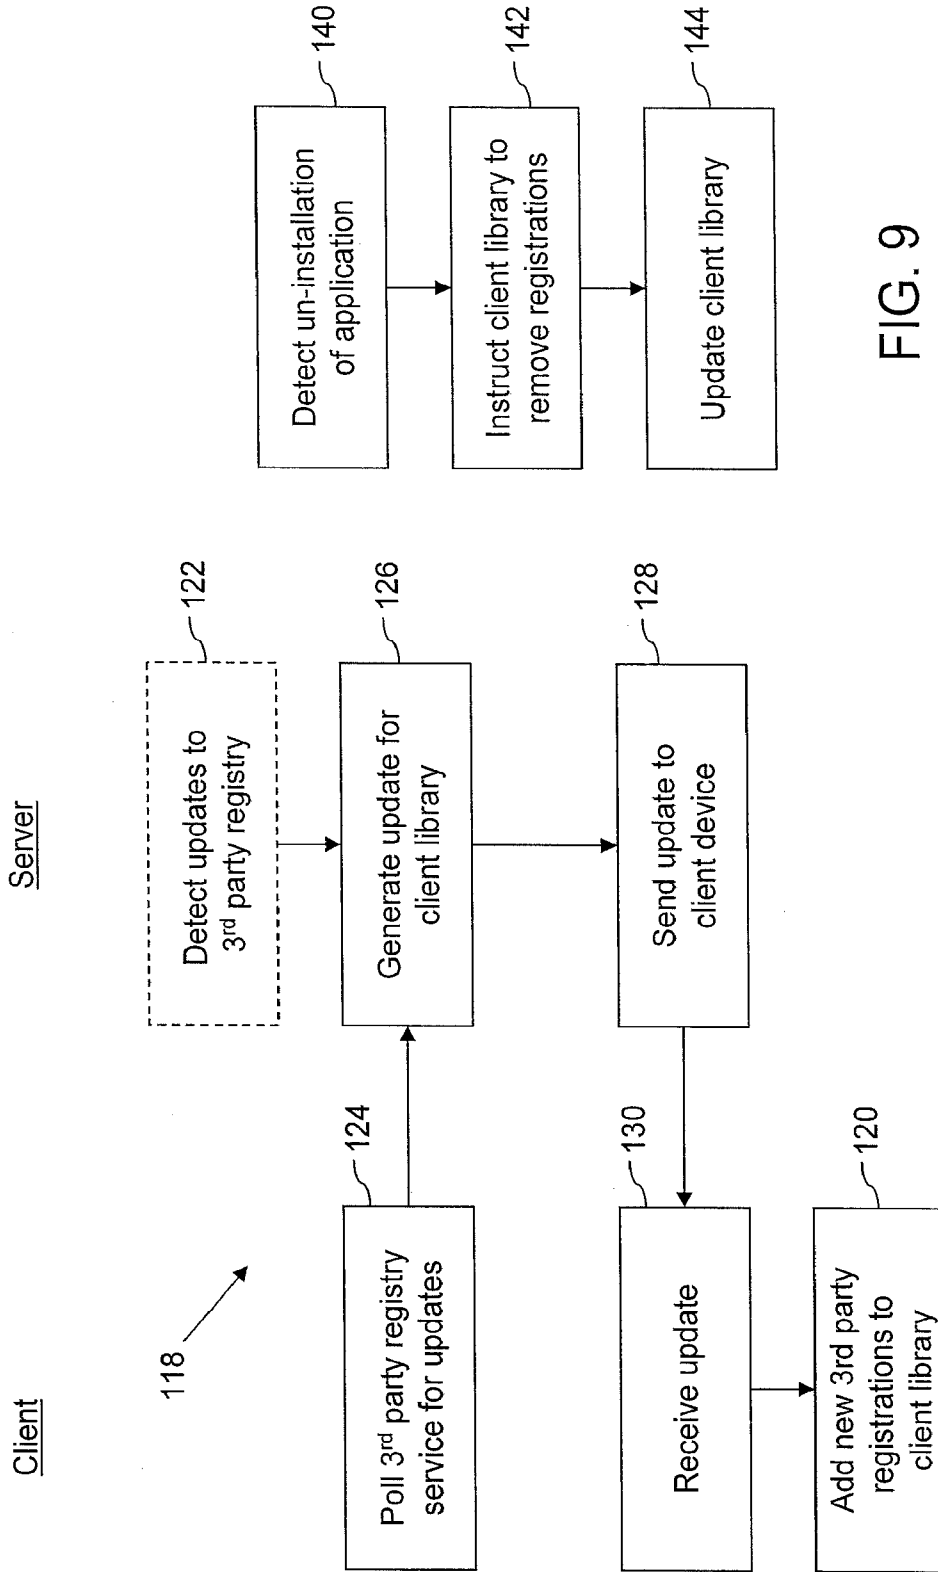 Client
Server
118
122
Detect updates to
3rd party registry
124
Poll 3rd party registry
service for updates
126
Generate update for
client library
128
Send update to
client device
130
Receive update
120
Add new 3rd party
registrations to
client library
140
Detect un-installation
of application
142
Instruct client library to
remove registrations
144
Update client library
FIG. 9